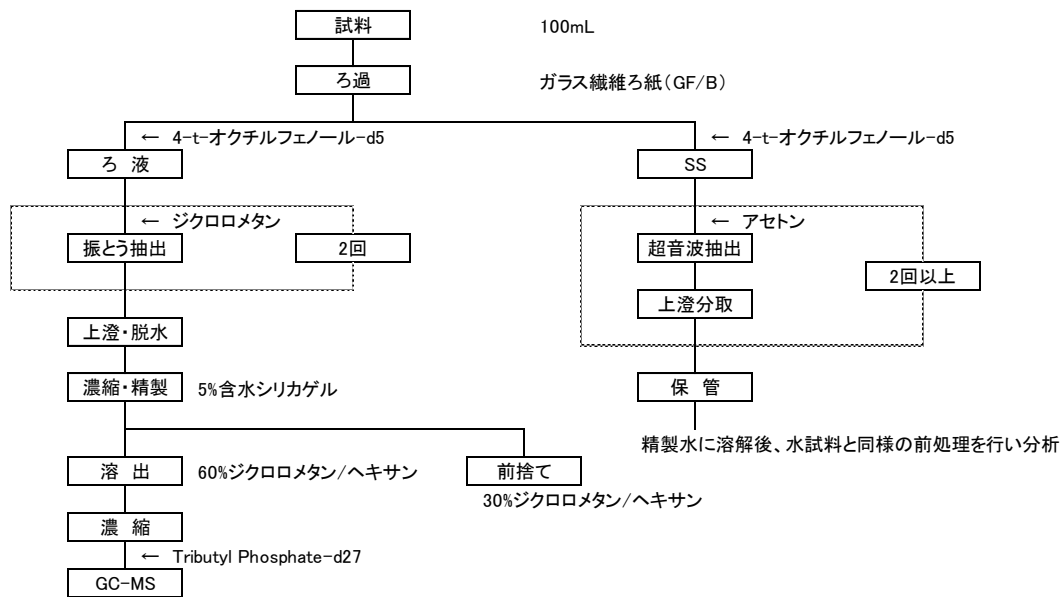 試料
100mL
ろ過
ガラス繊維ろ紙(GF/B)
← 4-t-オクチルフェノール-d5
← 4-t-オクチルフェノール-d5
ろ 液
SS
← ジクロロメタン
← アセトン
振とう抽出
2回
超音波抽出
2回以上
上澄分取
上澄・脱水
濃縮・精製
5%含水シリカゲル
保 管
精製水に溶解後、水試料と同様の前処理を行い分析
溶 出
60%ジクロロメタン/ヘキサン
前捨て
30%ジクロロメタン/ヘキサン
濃 縮
← Tributyl Phosphate-d27
GC-MS